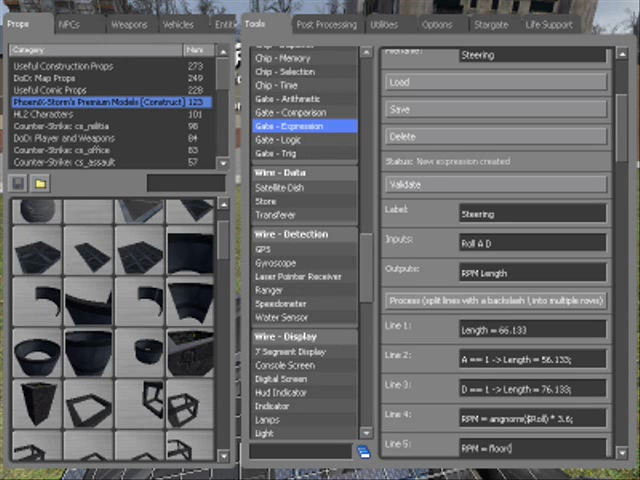 Props NPCs Weapons Vehicles Entitie
Category Num
Useful Construction Props 273
DoD: Map Props 249
Useful Comic Props 228
PhoeniX-Storm's Premium Models [Construct] 123
HL2 Characters 101
Counter-Strike: cs_militia 98
DoD: Player and Weapons 84
Counter-Strike: cs_office 83
Counter-Strike: cs_assault 57
Tools Post Processing Utilities Options Stargate Life Support
Chip - Memory
Chip - Selection
Chip - Time
Gate - Arithmetic
Gate - Comparison
Gate - Expression
Gate - Logic
Gate - Trig
Wire - Data
Satellite Dish
Store
Transferer
Wire - Detection
GPS
Gyroscope
Laser Pointer Receiver
Ranger
Speedometer
Water Sensor
Wire - Display
7 Segment Display
Console Screen
Digital Screen
Hud Indicator
Indicator
Lamps
Light
Filename: Steering
Load
Save
Delete
Status: New expression created
Validate
Label: Steering
Inputs: Roll A D
Outputs: RPM Length
Process (split lines with a backslash \ into multiple rows)
Line 1: Length = 66.133
Line 2: A == 1 -> Length = 56.133;
Line 3: D == 1 -> Length = 76.133;
Line 4: RPM = angnorm($Roll) * 3.6;
Line 5: RPM = floor(